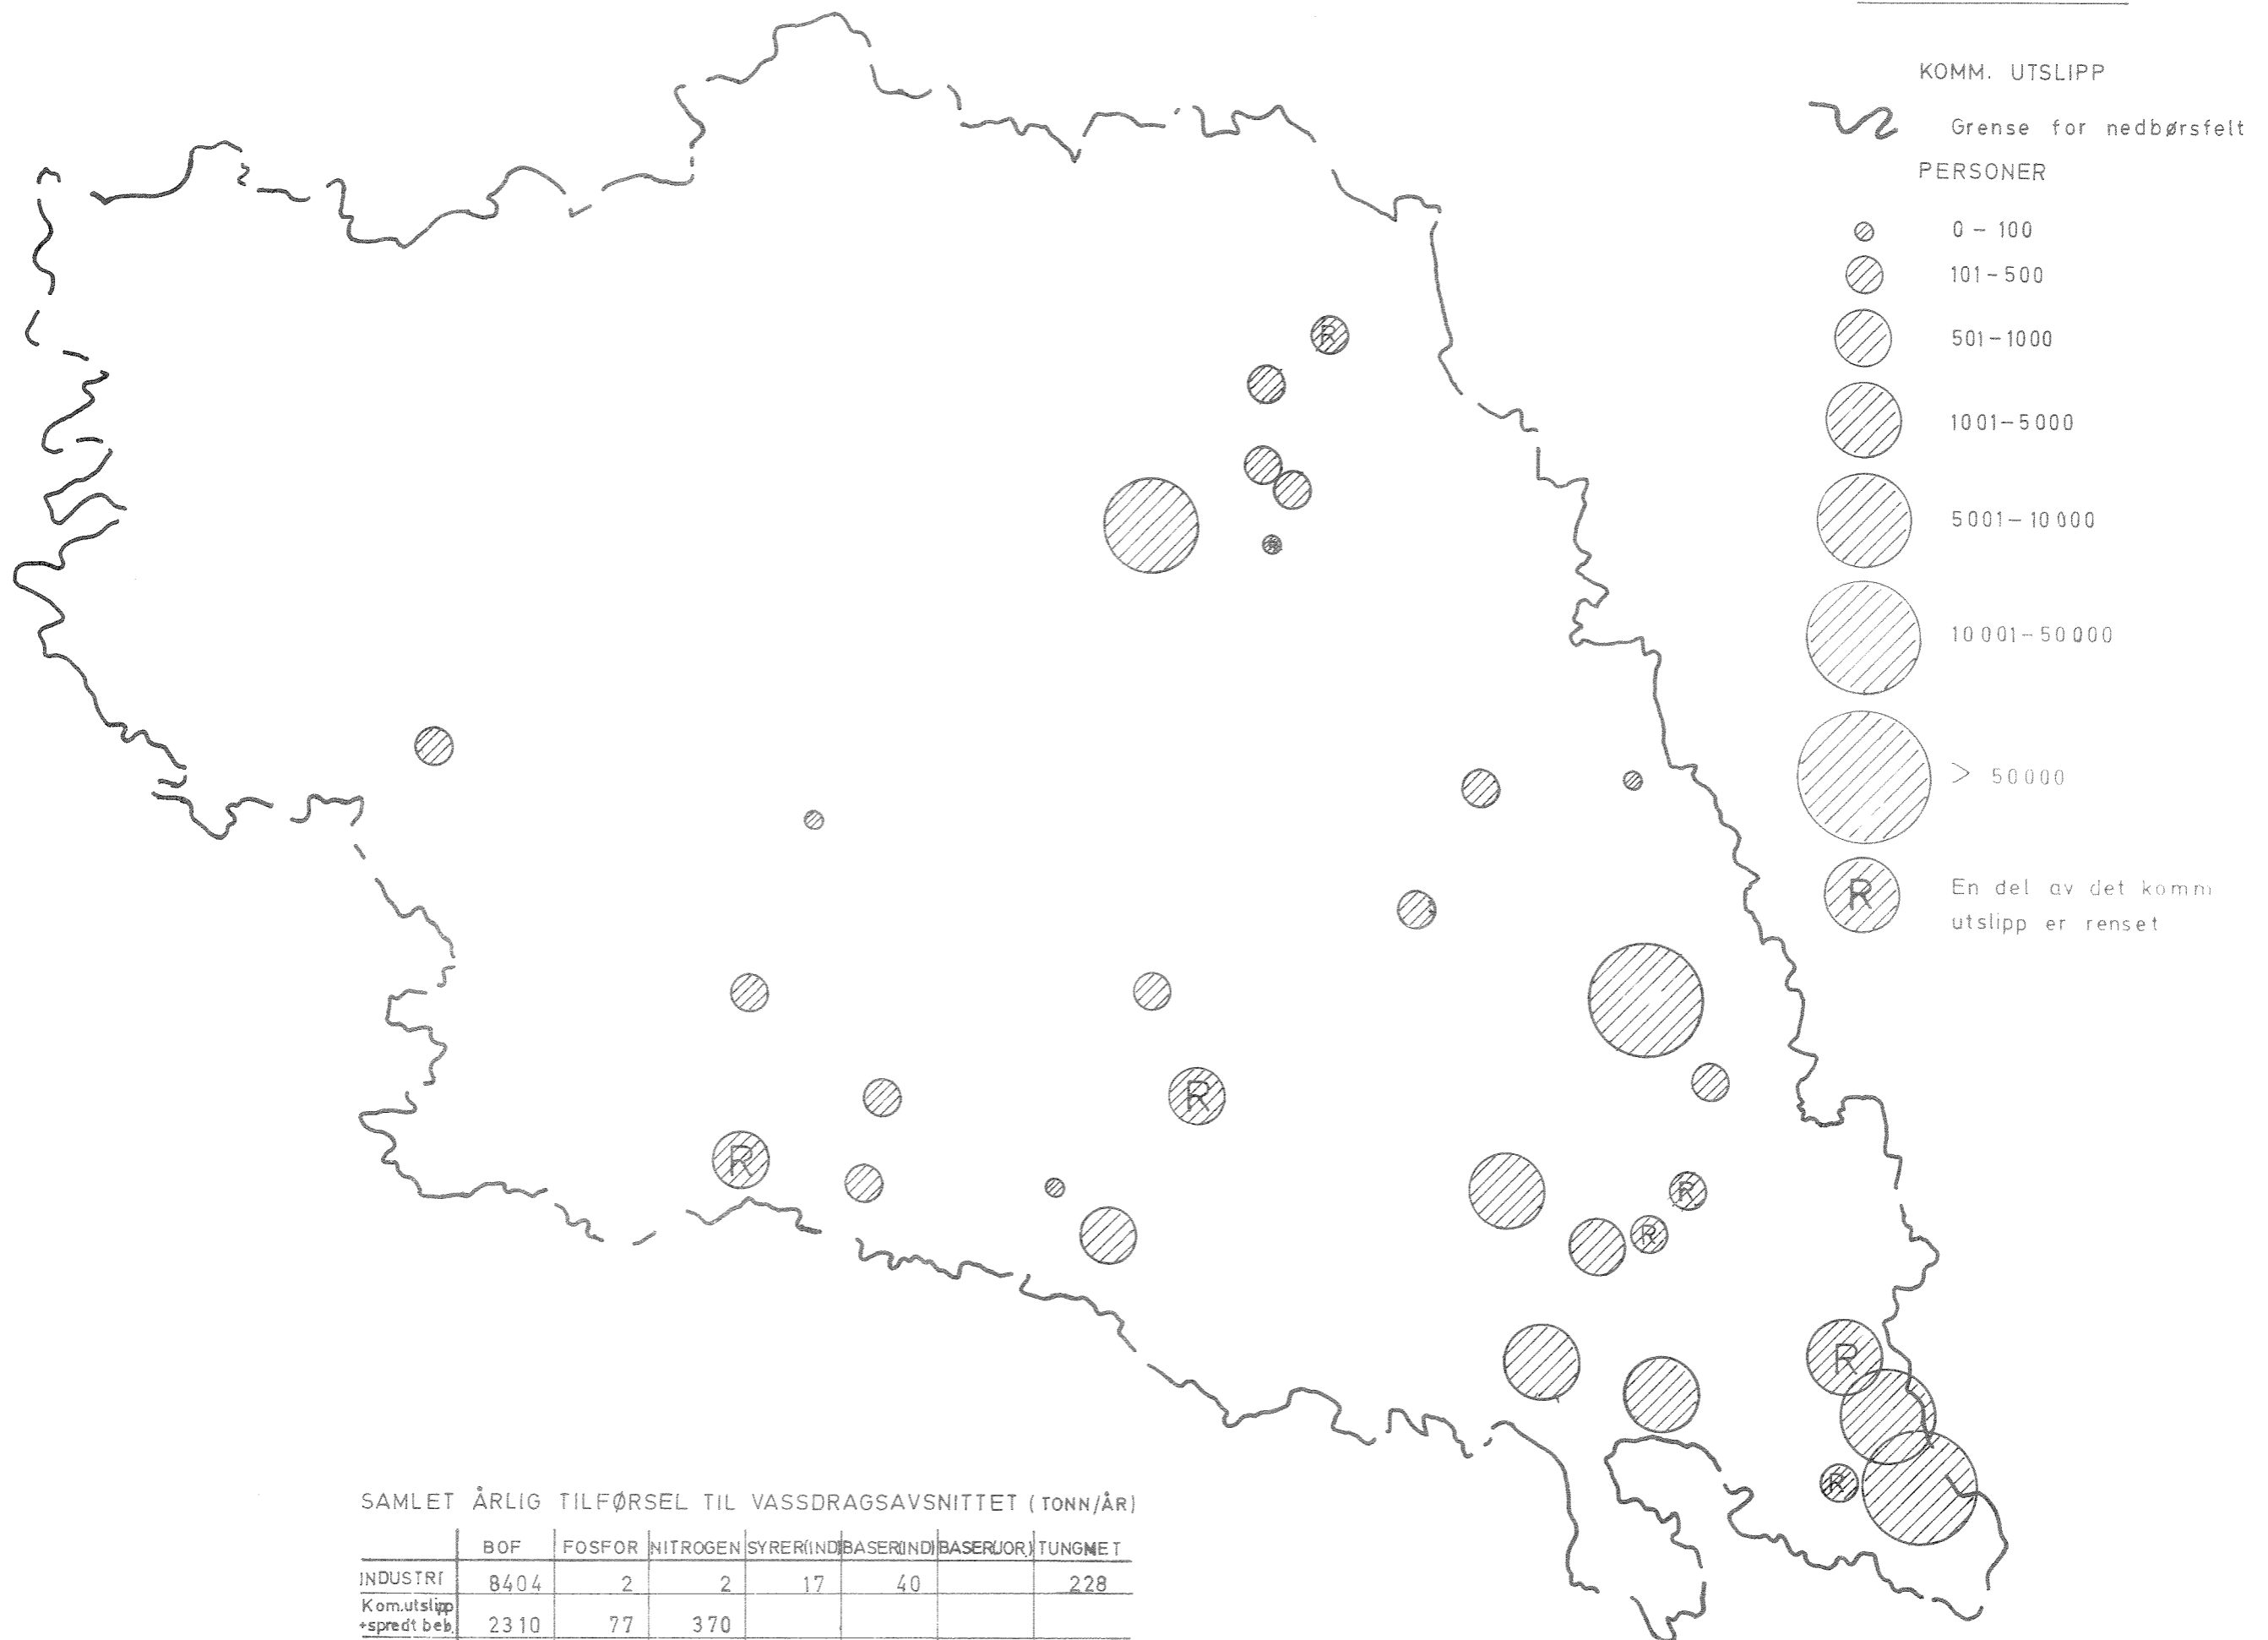 KOMM. UTSLIPP
Grense for nedbørsfelt
PERSONER
0 - 100
101 - 500
501 - 1000
1001 - 5000
5001 - 10 000
10 001 - 50 000
> 50000
R En del av det komm
utslipp er renset
R
R
R
R
R
R
R
R
SAMLET ÅRLIG TILFØRSEL TIL VASSDRAGSAVSNITTET (TONN/ÅR)
BOF FOSFOR NITROGEN SYRER(IND) BASER(IND) BASER(JOR.) TUNGMET
INDUSTRI 8404 2 2 17 40 228
Kom.utslipp
+spredt beb. 2310 77 370